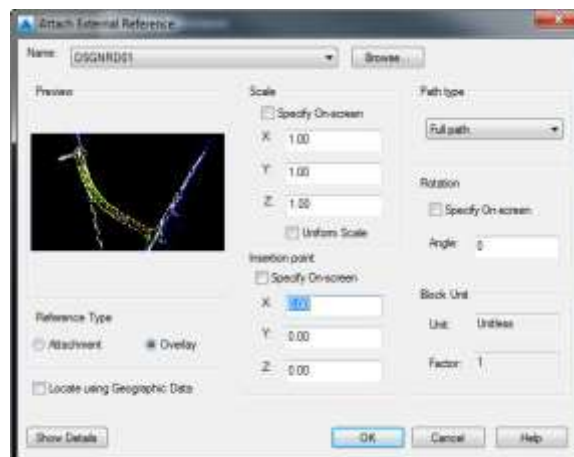 Attach External Reference
Name: DSGNRD01
Browse...
Preview
Scale
Specify On-screen
X: 1.00
Y: 1.00
Z: 1.00
Uniform Scale
Path type
Full path
Rotation
Specify On-screen
Angle: 0
Insertion point
Specify On-screen
X: 0.00
Y: 0.00
Z: 0.00
Block Unit
Unit: Unitless
Factor: 1
Reference Type
Attachment
Overlay
Locate using Geographic Data
Show Details
OK
Cancel
Help